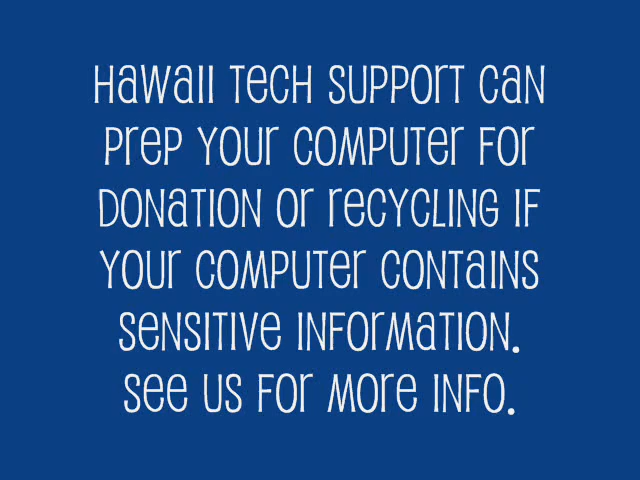 Hawaii Tech Support can
prep your computer for
donation or recycling if
your computer contains
sensitive information.
See us for more info.